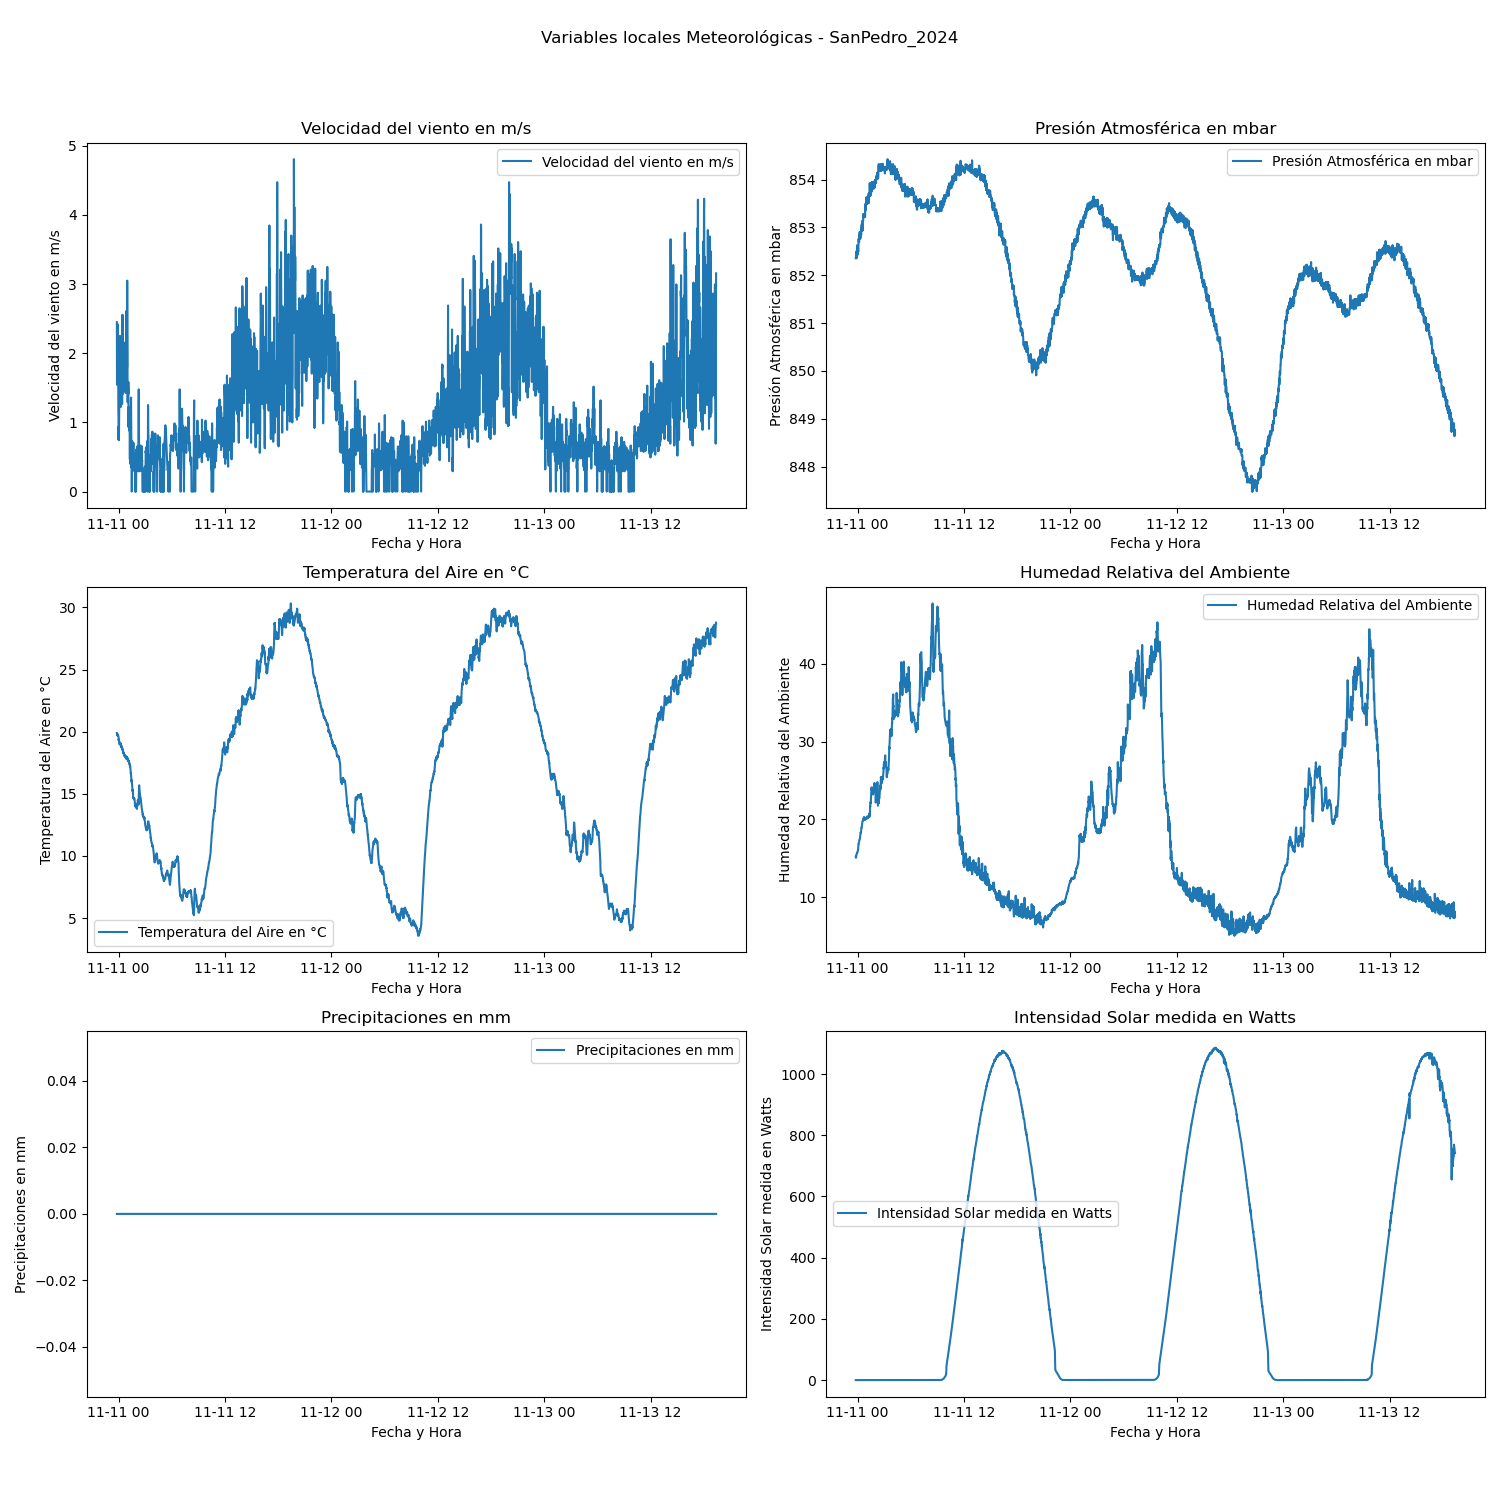 Variables locales Meteorológicas - SanPedro_2024
Velocidad del viento en m/s
Velocidad del viento en m/s
5
4
3
2
1
0
Velocidad del viento en m/s
11-11 00 11-11 12 11-12 00 11-12 12 11-13 00 11-13 12
Fecha y Hora
Presión Atmosférica en mbar
Presión Atmosférica en mbar
854
853
852
851
850
849
848
Presión Atmosférica en mbar
11-11 00 11-11 12 11-12 00 11-12 12 11-13 00 11-13 12
Fecha y Hora
Temperatura del Aire en °C
30
25
20
15
10
5
Temperatura del Aire en °C
Temperatura del Aire en °C
11-11 00 11-11 12 11-12 00 11-12 12 11-13 00 11-13 12
Fecha y Hora
Humedad Relativa del Ambiente
Humedad Relativa del Ambiente
40
30
20
10
Humedad Relativa del Ambiente
11-11 00 11-11 12 11-12 00 11-12 12 11-13 00 11-13 12
Fecha y Hora
Precipitaciones en mm
Precipitaciones en mm
0.04
0.02
0.00
−0.02
−0.04
Precipitaciones en mm
11-11 00 11-11 12 11-12 00 11-12 12 11-13 00 11-13 12
Fecha y Hora
Intensidad Solar medida en Watts
1000
800
600
400
200
0
Intensidad Solar medida en Watts
Intensidad Solar medida en Watts
11-11 00 11-11 12 11-12 00 11-12 12 11-13 00 11-13 12
Fecha y Hora